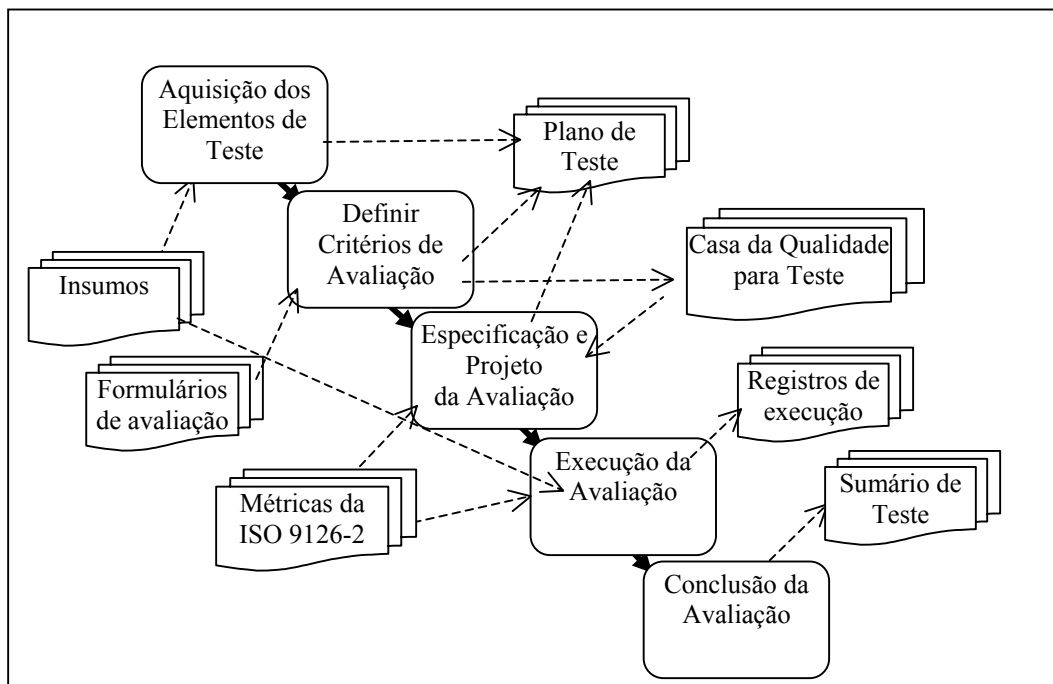 Aquisição dos
Elementos de
Teste
Plano de
Teste
Definir
Critérios de
Avaliação
Casa da Qualidade
para Teste
Insumos
Especificação e
Projeto
da Avaliação
Formulários
de avaliação
Registros de
execução
Execução da
Avaliação
Métricas da
ISO 9126-2
Sumário de
Teste
Conclusão da
Avaliação